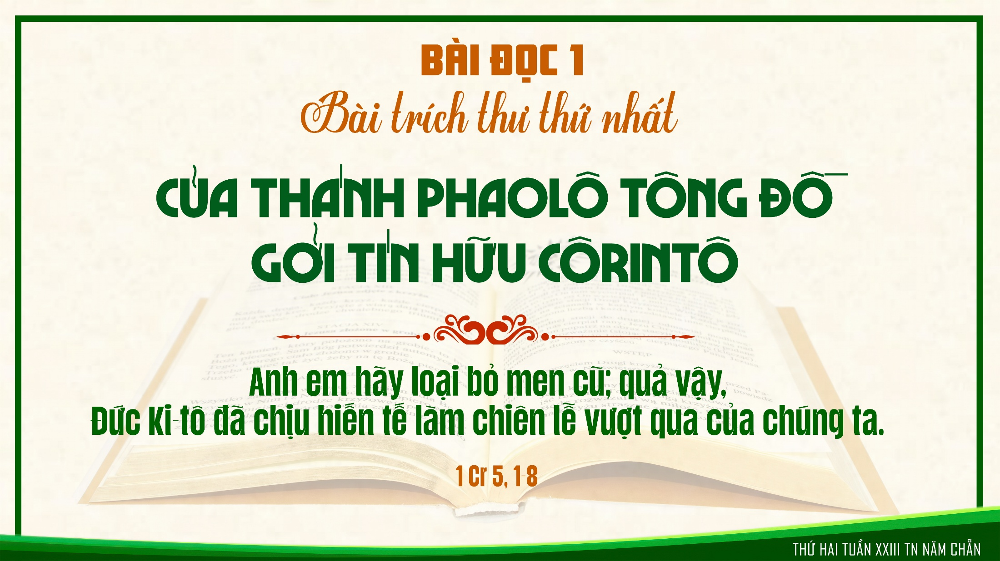 BÀI ĐỌC 1
Bài trích thư thứ nhất
CỦA THÁNH PHAOLÔ TÔNG ĐỒ
GỞI TÍN HỮU CÔRINTÔ
Anh em hãy loại bỏ men cũ; quả vậy,
Đức Ki-tô đã chịu hiến tế làm chiên lễ vượt qua của chúng ta.
1 Cr 5, 1-8
THỨ HAI TUẦN XXIII TN NĂM CHẴN